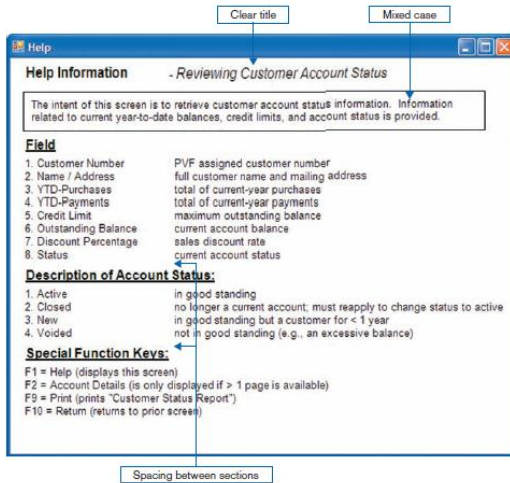 Clear title
Mixed case
Help
Help Information - Reviewing Customer Account Status
The intent of this screen is to retrieve customer account status information. Information
related to current year-to-date balances, credit limits, and account status is provided.
Field
1. Customer Number PVF assigned customer number
2. Name / Address full customer name and mailing address
3. YTD-Purchases total of current-year purchases
4. YTD-Payments total of current-year payments
5. Credit Limit maximum outstanding balance
6. Outstanding Balance current account balance
7. Discount Percentage sales discount rate
8. Status current account status
Description of Account Status:
1. Active in good standing
2. Closed no longer a current account; must reapply to change status to active
3. New in good standing but a customer for < 1 year
4. Voided not in good standing (e.g., an excessive balance)
Special Function Keys:
F1 = Help (displays this screen)
F2 = Account Details (is only displayed if > 1 page is available)
F9 = Print (prints "Customer Status Report")
F10 = Return (returns to prior screen)
Spacing between sections